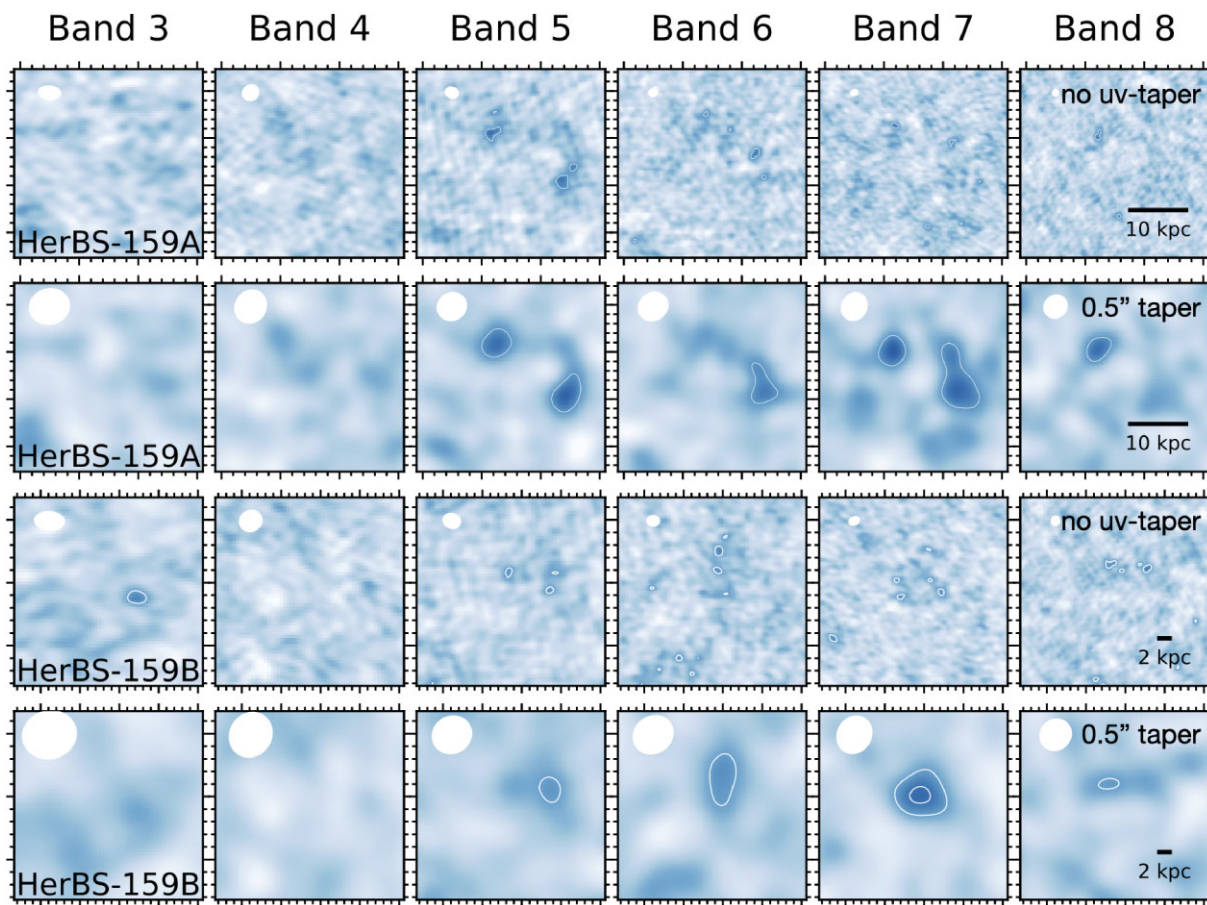 Band 3 Band 4 Band 5 Band 6 Band 7 Band 8
no uv-taper
10 kpc
HerBS-159A
0.5” taper
10 kpc
HerBS-159A
no uv-taper
2 kpc
HerBS-159B
0.5” taper
2 kpc
HerBS-159B